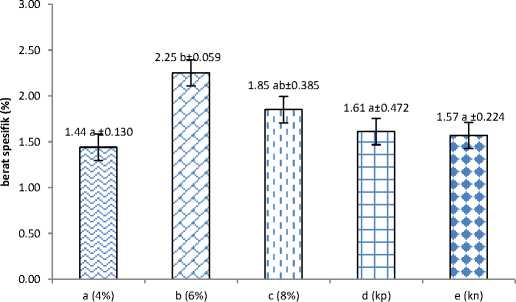 3.00
2.50
2.00
1.50
1.00
0.50
0.00
berat spesifik (%)
1.44 a±0.130
2.25 b±0.059
1.85 ab±0.385
1.61 a±0.472
1.57 a ±0.224
a (4%)
b (6%)
c (8%)
d (kp)
e (kn)